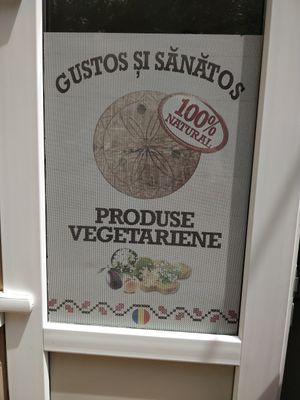 GUSTOS ȘI SĂNĂTOS
100%
NATURAL
PRODUSE
VEGETARIENE